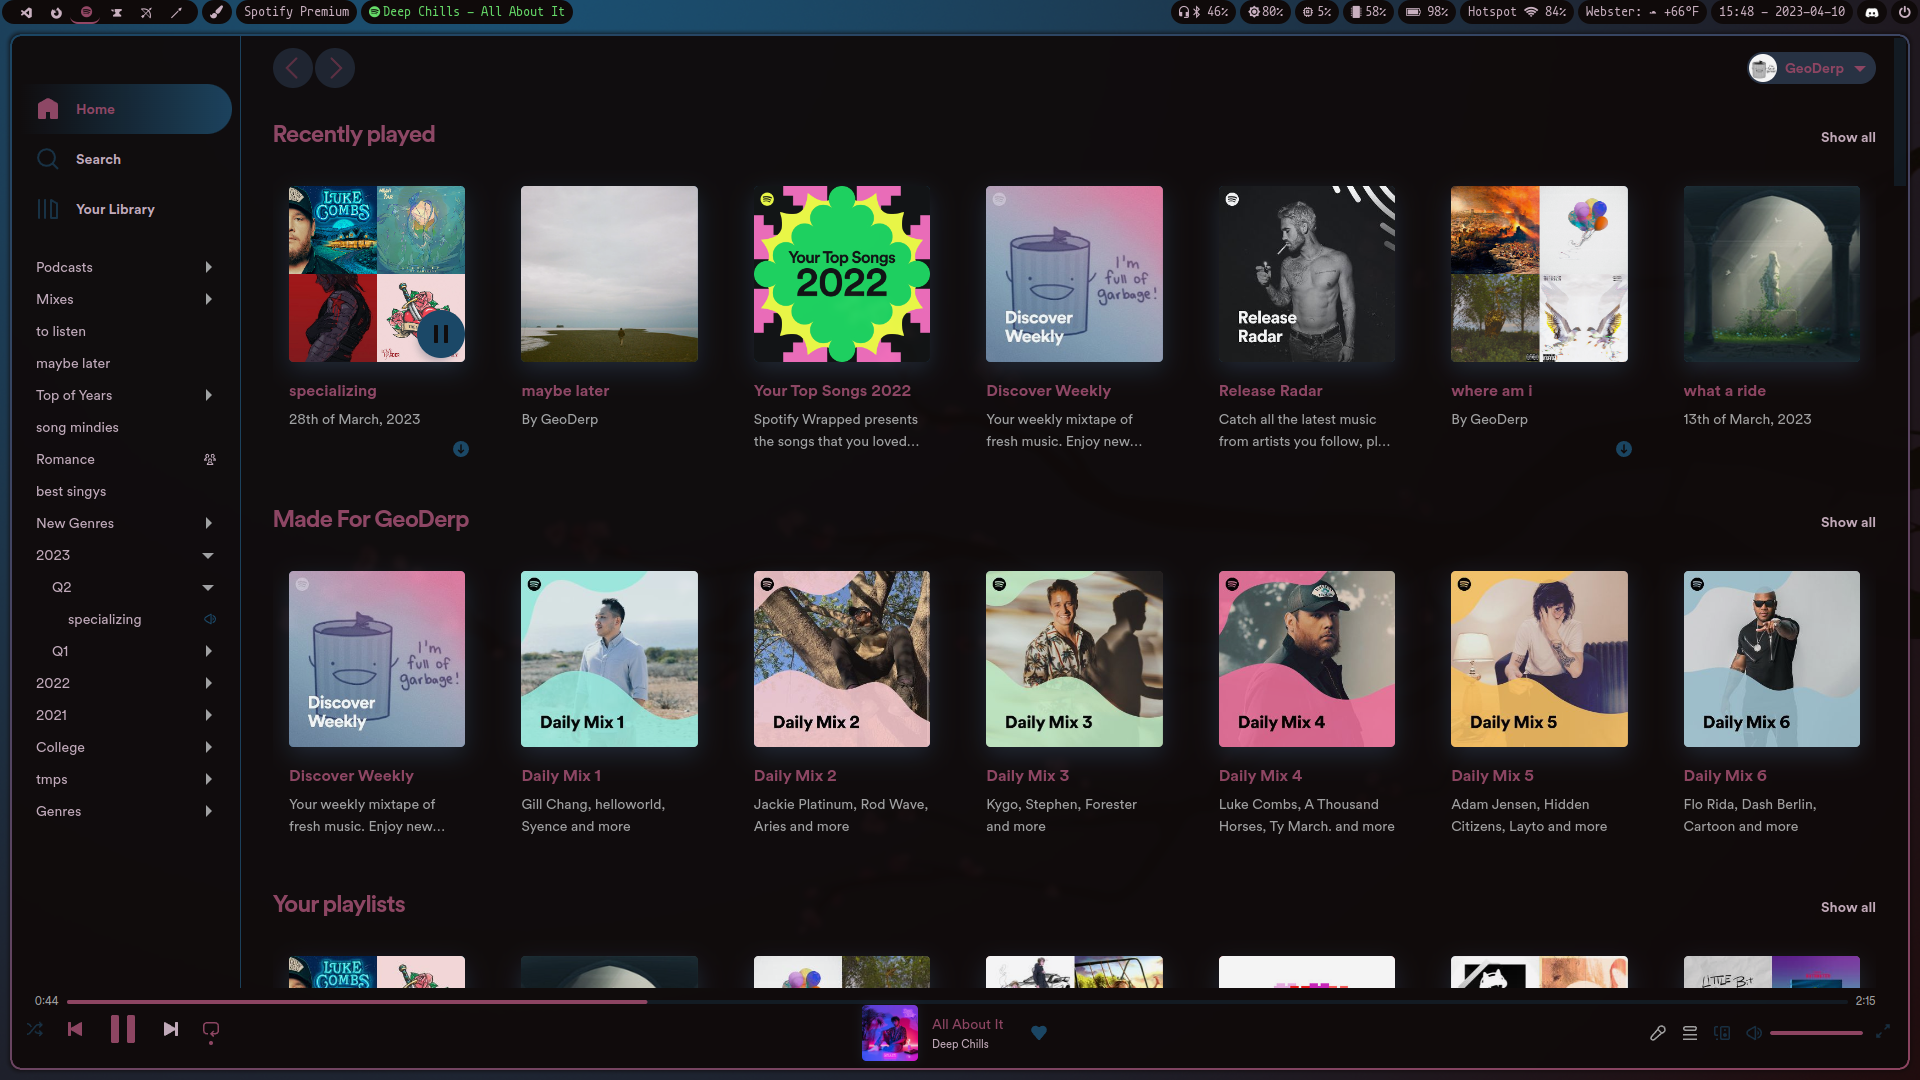 Spotify Premium
Deep Chills – All About It
46%
80%
5%
58%
98%
Hotspot 84%
Webster: +66°F
15:48 – 2023-04-10
GeoDerp
Home
Search
Your Library
Podcasts
Mixes
to listen
maybe later
Top of Years
song mindies
Romance
best singys
New Genres
2023
Q2
specializing
Q1
2022
2021
College
tmps
Genres
Recently played
Show all
LUKE
COMBS
Your Top Songs
2022
I'm
full of
garbage!
Discover
Weekly
Release
Radar
specializing
28th of March, 2023
maybe later
By GeoDerp
Your Top Songs 2022
Spotify Wrapped presents
the songs that you loved...
Discover Weekly
Your weekly mixtape of
fresh music. Enjoy new...
Release Radar
Catch all the latest music
from artists you follow, pl...
where am i
By GeoDerp
what a ride
13th of March, 2023
Made For GeoDerp
Show all
I'm
full of
garbage!
Discover
Weekly
Daily Mix 1
Daily Mix 2
Daily Mix 3
Daily Mix 4
Daily Mix 5
Daily Mix 6
Discover Weekly
Your weekly mixtape of
fresh music. Enjoy new...
Daily Mix 1
Gill Chang, helloworld,
Syence and more
Daily Mix 2
Jackie Platinum, Rod Wave,
Aries and more
Daily Mix 3
Kygo, Stephen, Forester
and more
Daily Mix 4
Luke Combs, A Thousand
Horses, Ty March. and more
Daily Mix 5
Adam Jensen, Hidden
Citizens, Layto and more
Daily Mix 6
Flo Rida, Dash Berlin,
Cartoon and more
Your playlists
Show all
LUKE
COMBS
LITTLE Bit
0:44
2:15
All About It
Deep Chills